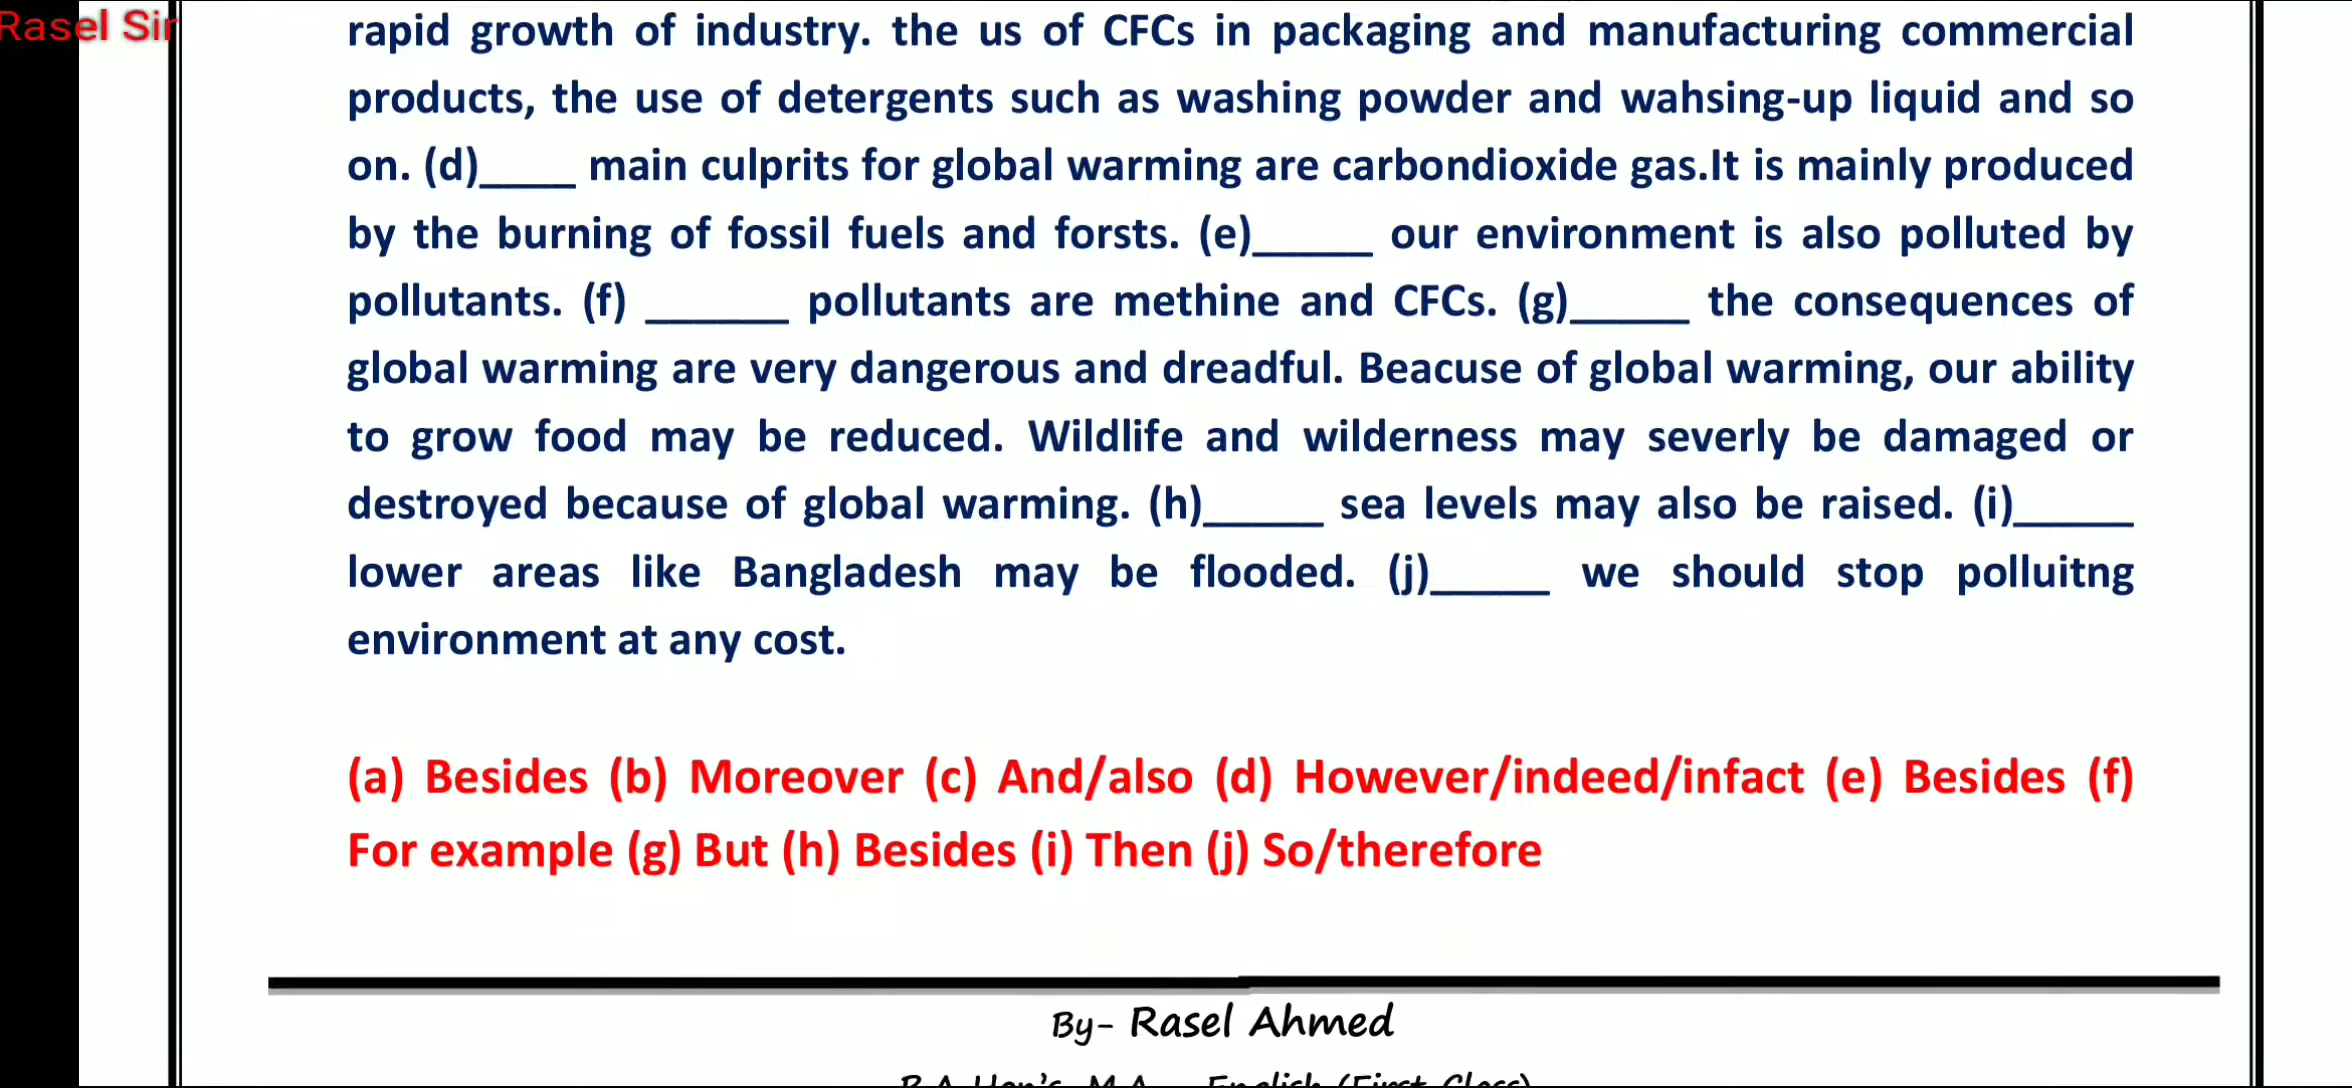 Rasel Sir
rapid growth of industry. the us of CFCs in packaging and manufacturing commercial
products, the use of detergents such as washing powder and wahsing-up liquid and so
on. (d)____ main culprits for global warming are carbondioxide gas.It is mainly produced
by the burning of fossil fuels and forsts. (e)_____ our environment is also polluted by
pollutants. (f) ______ pollutants are methine and CFCs. (g)_____ the consequences of
global warming are very dangerous and dreadful. Beacuse of global warming, our ability
to grow food may be reduced. Wildlife and wilderness may severly be damaged or
destroyed because of global warming. (h)_____ sea levels may also be raised. (i)_____
lower areas like Bangladesh may be flooded. (j)_____ we should stop polluitng
environment at any cost.
(a) Besides (b) Moreover (c) And/also (d) However/indeed/infact (e) Besides (f)
For example (g) But (h) Besides (i) Then (j) So/therefore
By- Rasel Ahmed
English (First Class)